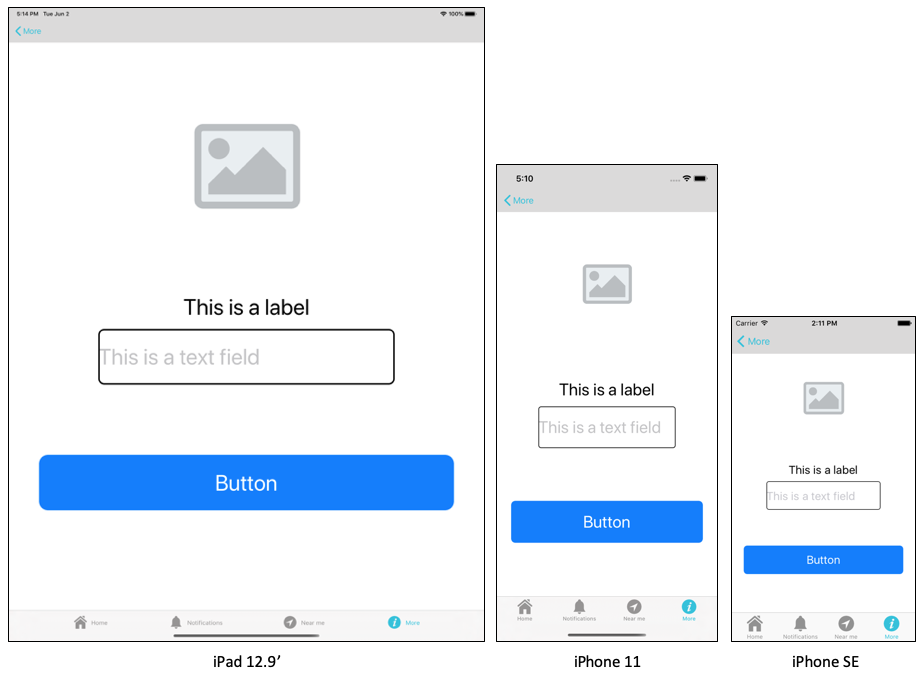 5:14 PM Tue Jun 2 100%
More
This is a label
This is a text field
Button
Home Notifications Near me More
iPad 12.9’
5:10
More
This is a label
This is a text field
Button
Home Notifications Near me More
iPhone 11
Carrier 2:11 PM
More
This is a label
This is a text field
Button
Home Notifications Near me More
iPhone SE